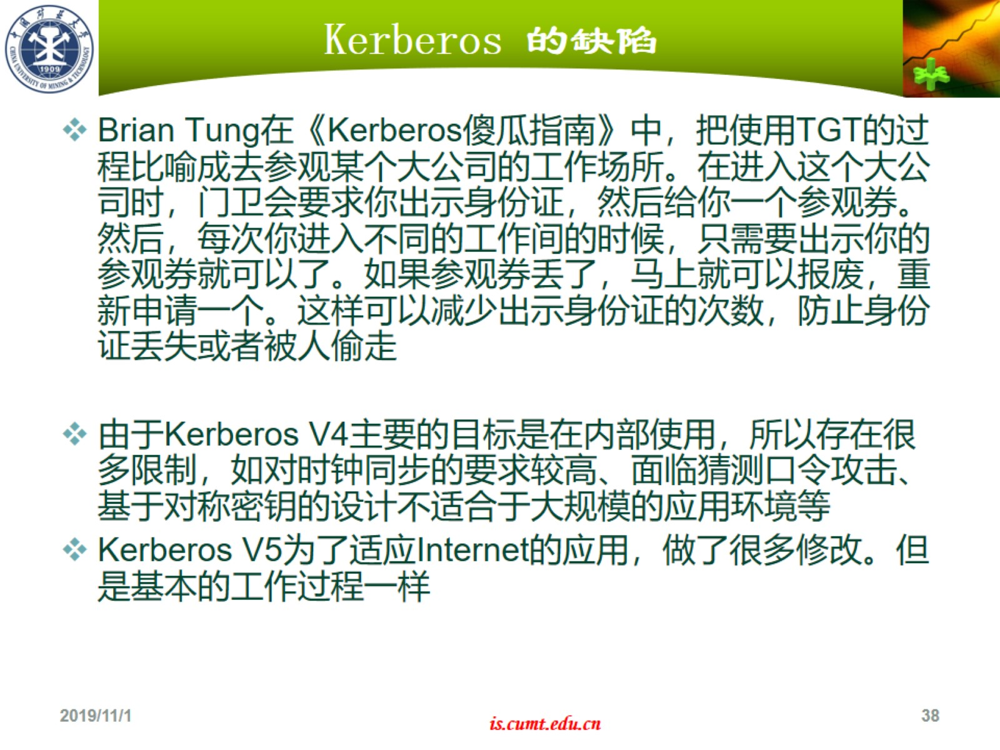 中国矿业大学
1909
CHINA UNIVERSITY OF MINING & TECHNOLOGY
Kerberos 的缺陷
Brian Tung在《Kerberos傻瓜指南》中，把使用TGT的过
程比喻成去参观某个大公司的工作场所。在进入这个大公
司时，门卫会要求你出示身份证，然后给你一个参观券。
然后，每次你进入不同的工作间的时候，只需要出示你的
参观券就可以了。如果参观券丢了，马上就可以报废，重
新申请一个。这样可以减少出示身份证的次数，防止身份
证丢失或者被人偷走
由于Kerberos V4主要的目标是在内部使用，所以存在很
多限制，如对时钟同步的要求较高、面临猜测口令攻击、
基于对称密钥的设计不适合于大规模的应用环境等
Kerberos V5为了适应Internet的应用，做了很多修改。但
是基本的工作过程一样
2019/11/1
is.cumt.edu.cn
38